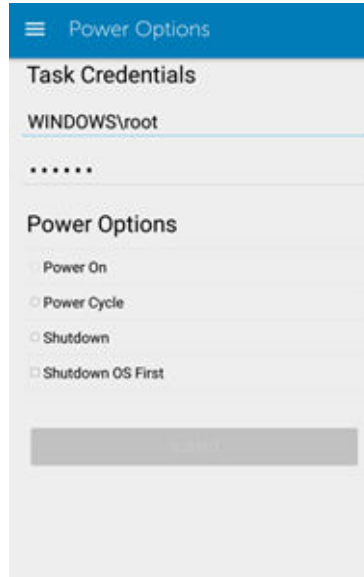 Power Options
Task Credentials
WINDOWS\root
••••••
Power Options
Power On
Power Cycle
Shutdown
Shutdown OS First